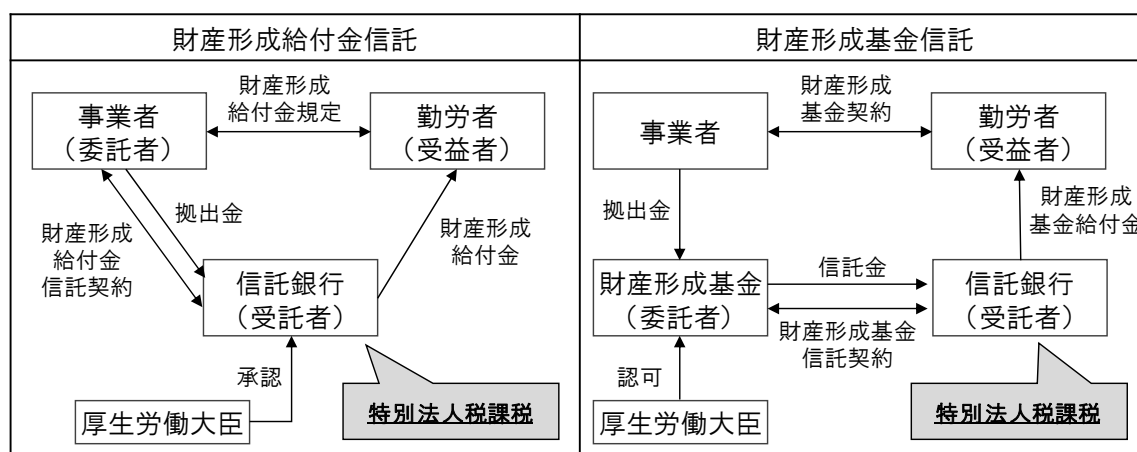 財産形成給付金信託
財産形成
給付金規定
事業者
（委託者）
勤労者
（受益者）
拠出金
財産形成
給付金
信託契約
財産形成
給付金
信託銀行
（受託者）
承認
特別法人税課税
厚生労働大臣
財産形成基金信託
財産形成
基金契約
事業者
勤労者
（受益者）
拠出金
財産形成
基金給付金
財産形成基金
（委託者）
信託金
信託銀行
（受託者）
財産形成基金
信託契約
認可
特別法人税課税
厚生労働大臣